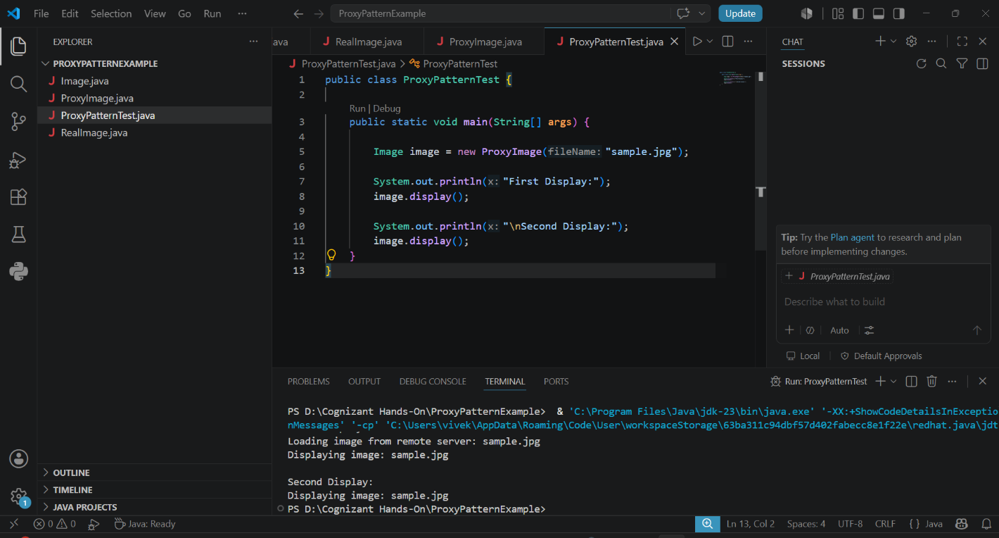 File Edit Selection View Go Run ··· ProxyPatternExample Update
EXPLORER ···
PROXYPATTERNEXAMPLE
Image.java
ProxyImage.java
ProxyPatternTest.java
RealImage.java
OUTLINE
TIMELINE
JAVA PROJECTS
ava RealImage.java ProxyImage.java ProxyPatternTest.java
ProxyPatternTest.java > ProxyPatternTest
1 public class ProxyPatternTest {
2
Run | Debug
3 public static void main(String[] args) {
4
5 Image image = new ProxyImage(fileName: "sample.jpg");
6
7 System.out.println(x: "First Display:");
8 image.display();
9
10 System.out.println(x: "\nSecond Display:");
11 image.display();
12 }
13 }
CHAT
SESSIONS
Tip: Try the Plan agent to research and plan
before implementing changes.
ProxyPatternTest.java
Describe what to build
Auto
Local Default Approvals
PROBLEMS OUTPUT DEBUG CONSOLE TERMINAL PORTS Run: ProxyPatternTest
PS D:\Cognizant Hands-On\ProxyPatternExample> & 'C:\Program Files\Java\jdk-23\bin\java.exe' '-XX:+ShowCodeDetailsInExceptio
nMessages' '-cp' 'C:\Users\vivek\AppData\Roaming\Code\User\workspaceStorage\63ba311c94dbf57d402fabecc8e1f22e\redhat.java\jdt
Loading image from remote server: sample.jpg
Displaying image: sample.jpg
Second Display:
Displaying image: sample.jpg
PS D:\Cognizant Hands-On\ProxyPatternExample>
1
0 0 Java: Ready Ln 13, Col 2 Spaces: 4 UTF-8 CRLF {} Java